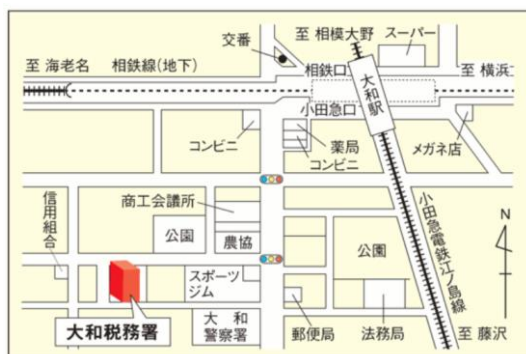 至 相模大野
スーパー
交番
至 海老名
相鉄線(地下)
相鉄口
至 横浜
大和駅
小田急口
コンビニ
薬局
コンビニ
メガネ店
商工会議所
信用組合
公園
農協
小田急電鉄江ノ島線
N
公園
スポーツ
ジム
大和税務署
大和
警察署
郵便局
法務局
至 藤沢